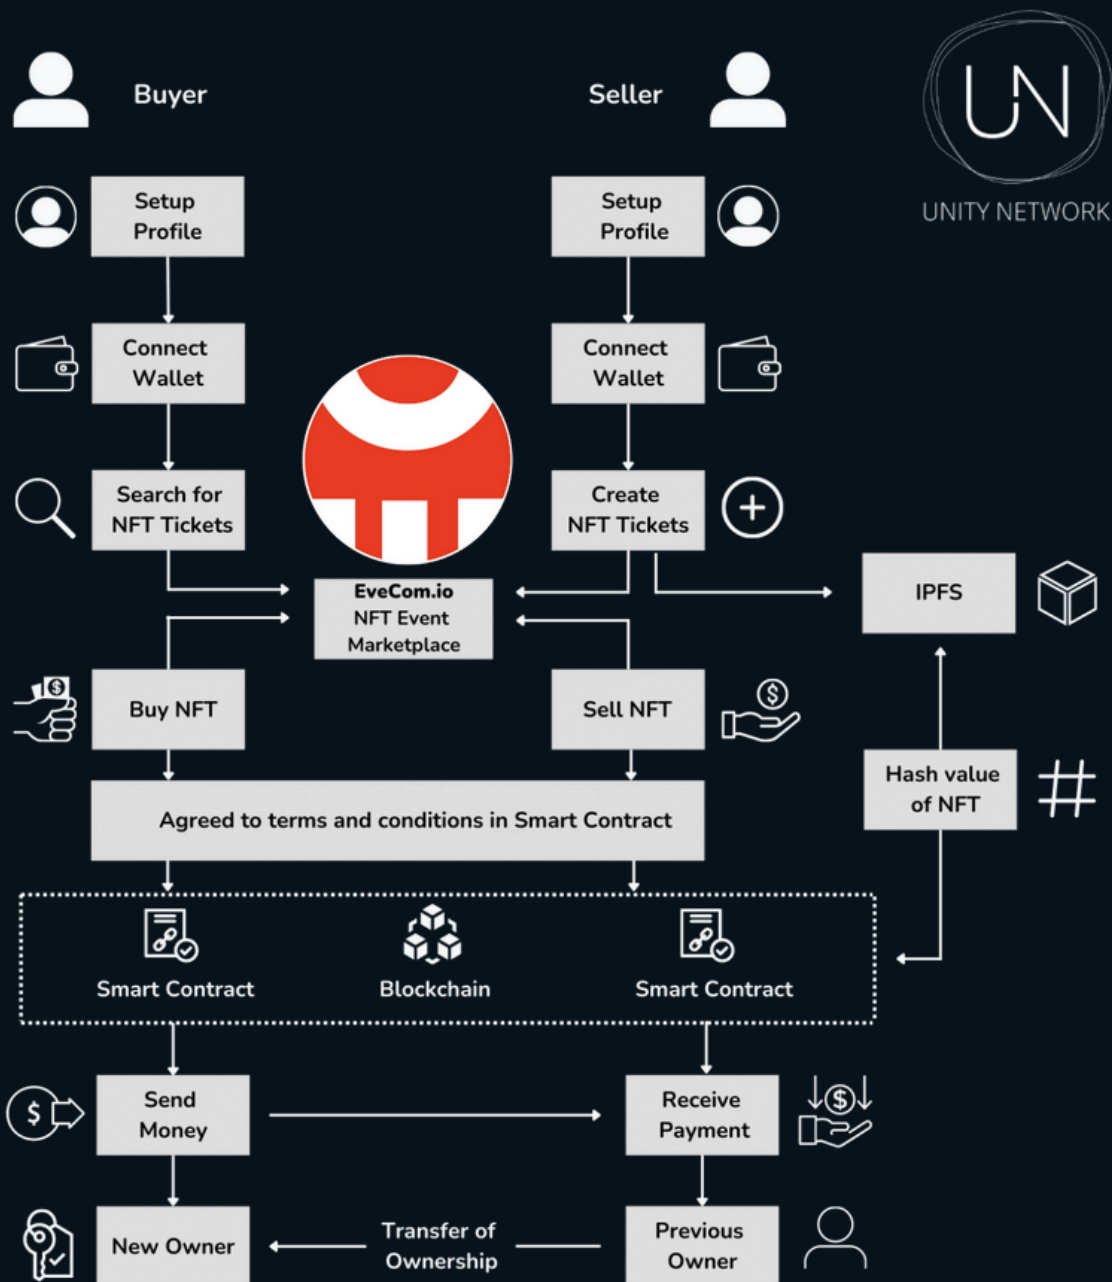 Buyer
Seller
UN
UNITY NETWORK
Setup
Profile
Setup
Profile
Connect
Wallet
Connect
Wallet
Search for
NFT Tickets
Create
NFT Tickets
EveCom.io
NFT Event
Marketplace
IPFS
Buy NFT
Sell NFT
Hash value
of NFT
#
Agreed to terms and conditions in Smart Contract
Smart Contract
Blockchain
Smart Contract
$
Send
Money
Receive
Payment
$
New Owner
Transfer of
Ownership
Previous
Owner